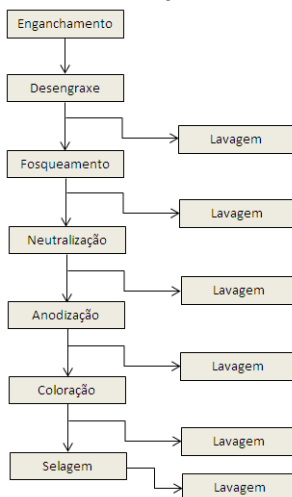 Enganchamento
Desengraxe
Lavagem
Fosqueamento
Lavagem
Neutralização
Lavagem
Anodização
Lavagem
Coloração
Lavagem
Selagem
Lavagem